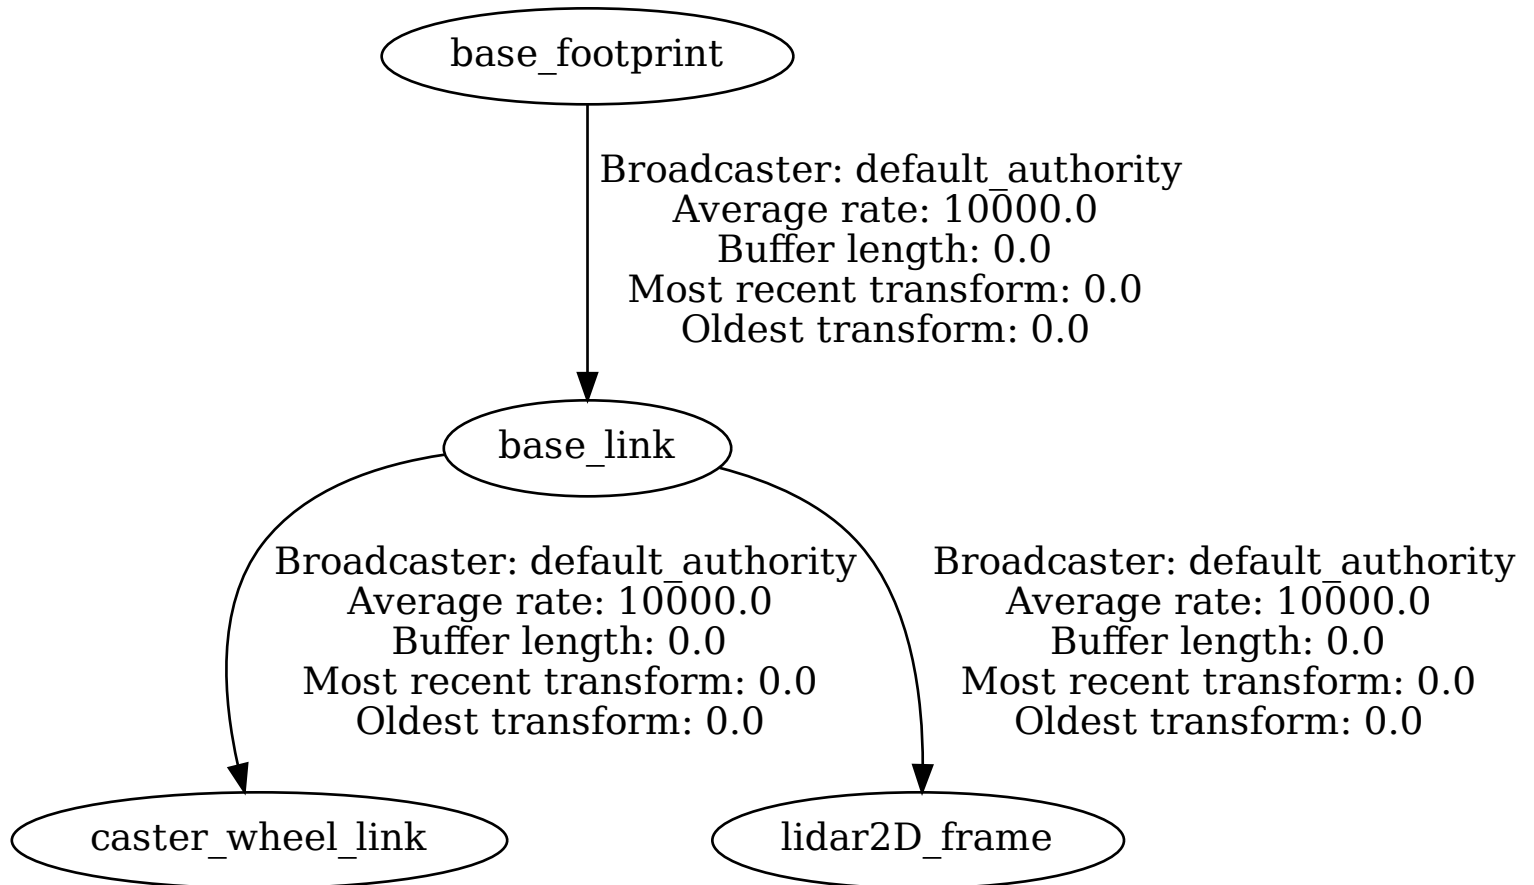 base_footprint
Broadcaster: default_authority
Average rate: 10000.0
Buffer length: 0.0
Most recent transform: 0.0
Oldest transform: 0.0
base_link
Broadcaster: default_authority
Average rate: 10000.0
Buffer length: 0.0
Most recent transform: 0.0
Oldest transform: 0.0
Broadcaster: default_authority
Average rate: 10000.0
Buffer length: 0.0
Most recent transform: 0.0
Oldest transform: 0.0
caster_wheel_link
lidar2D_frame